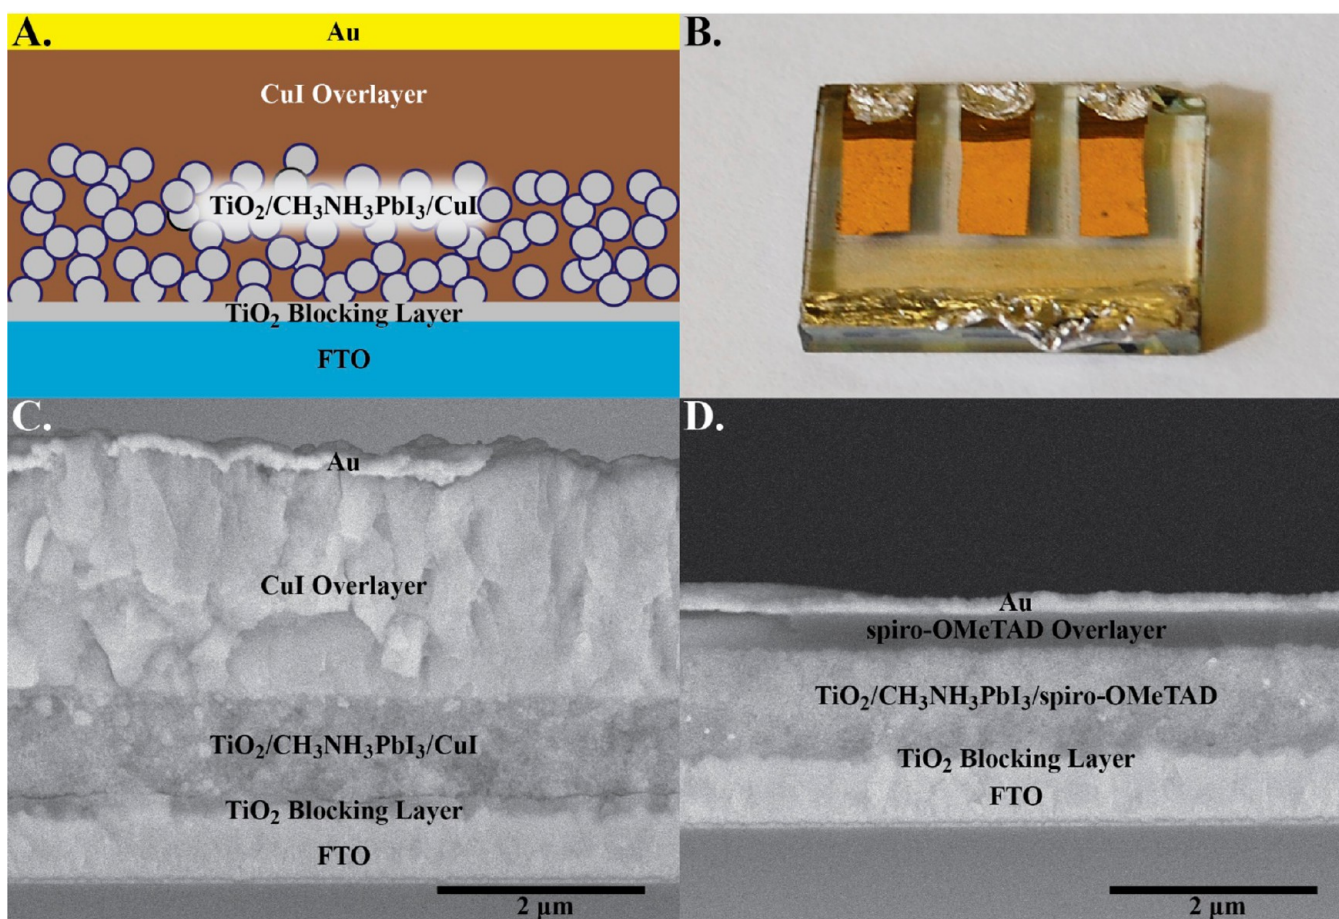 A.
Au
CuI Overlayer
TiO₂/CH₃NH₃PbI₃/CuI
TiO₂ Blocking Layer
FTO
B.
C.
Au
CuI Overlayer
TiO₂/CH₃NH₃PbI₃/CuI
TiO₂ Blocking Layer
FTO
2 µm
D.
Au
spiro-OMeTAD Overlayer
TiO₂/CH₃NH₃PbI₃/spiro-OMeTAD
TiO₂ Blocking Layer
FTO
2 µm